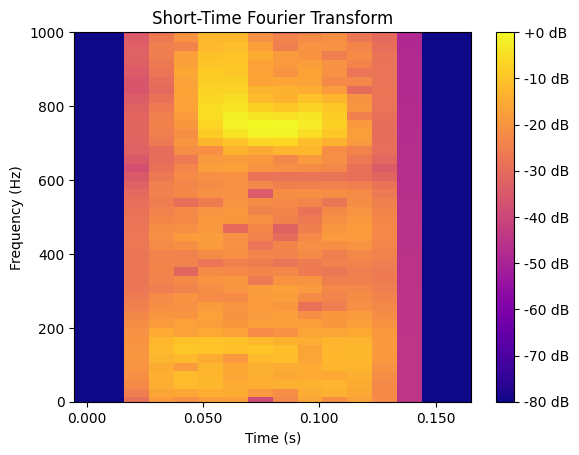 Short-Time Fourier Transform
1000
800
600
400
200
0
Frequency (Hz)
0.000
0.050
0.100
0.150
Time (s)
+0 dB
-10 dB
-20 dB
-30 dB
-40 dB
-50 dB
-60 dB
-70 dB
-80 dB